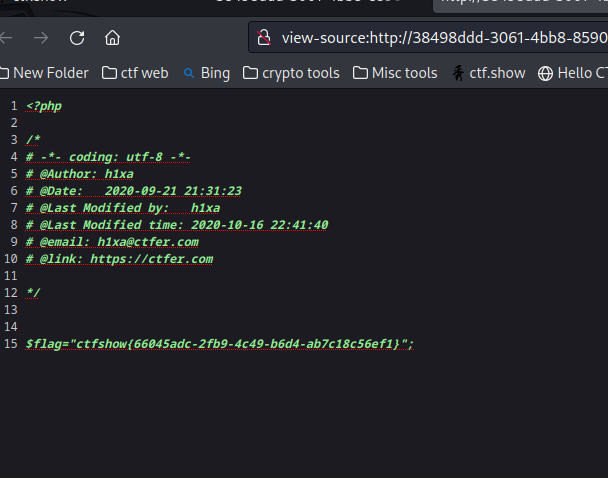 view-source:http://38498ddd-3061-4bb8-8590
New Folder ctf web Bing crypto tools Misc tools ctf.show Hello CT
1 <?php
2
3 /*
4 # -*- coding: utf-8 -*-
5 # @Author: h1xa
6 # @Date:   2020-09-21 21:31:23
7 # @Last Modified by:   h1xa
8 # @Last Modified time: 2020-10-16 22:41:40
9 # @email: h1xa@ctfer.com
10 # @link: https://ctfer.com
11
12 */
13
14
15 $flag="ctfshow{66045adc-2fb9-4c49-b6d4-ab7c18c56ef1}";